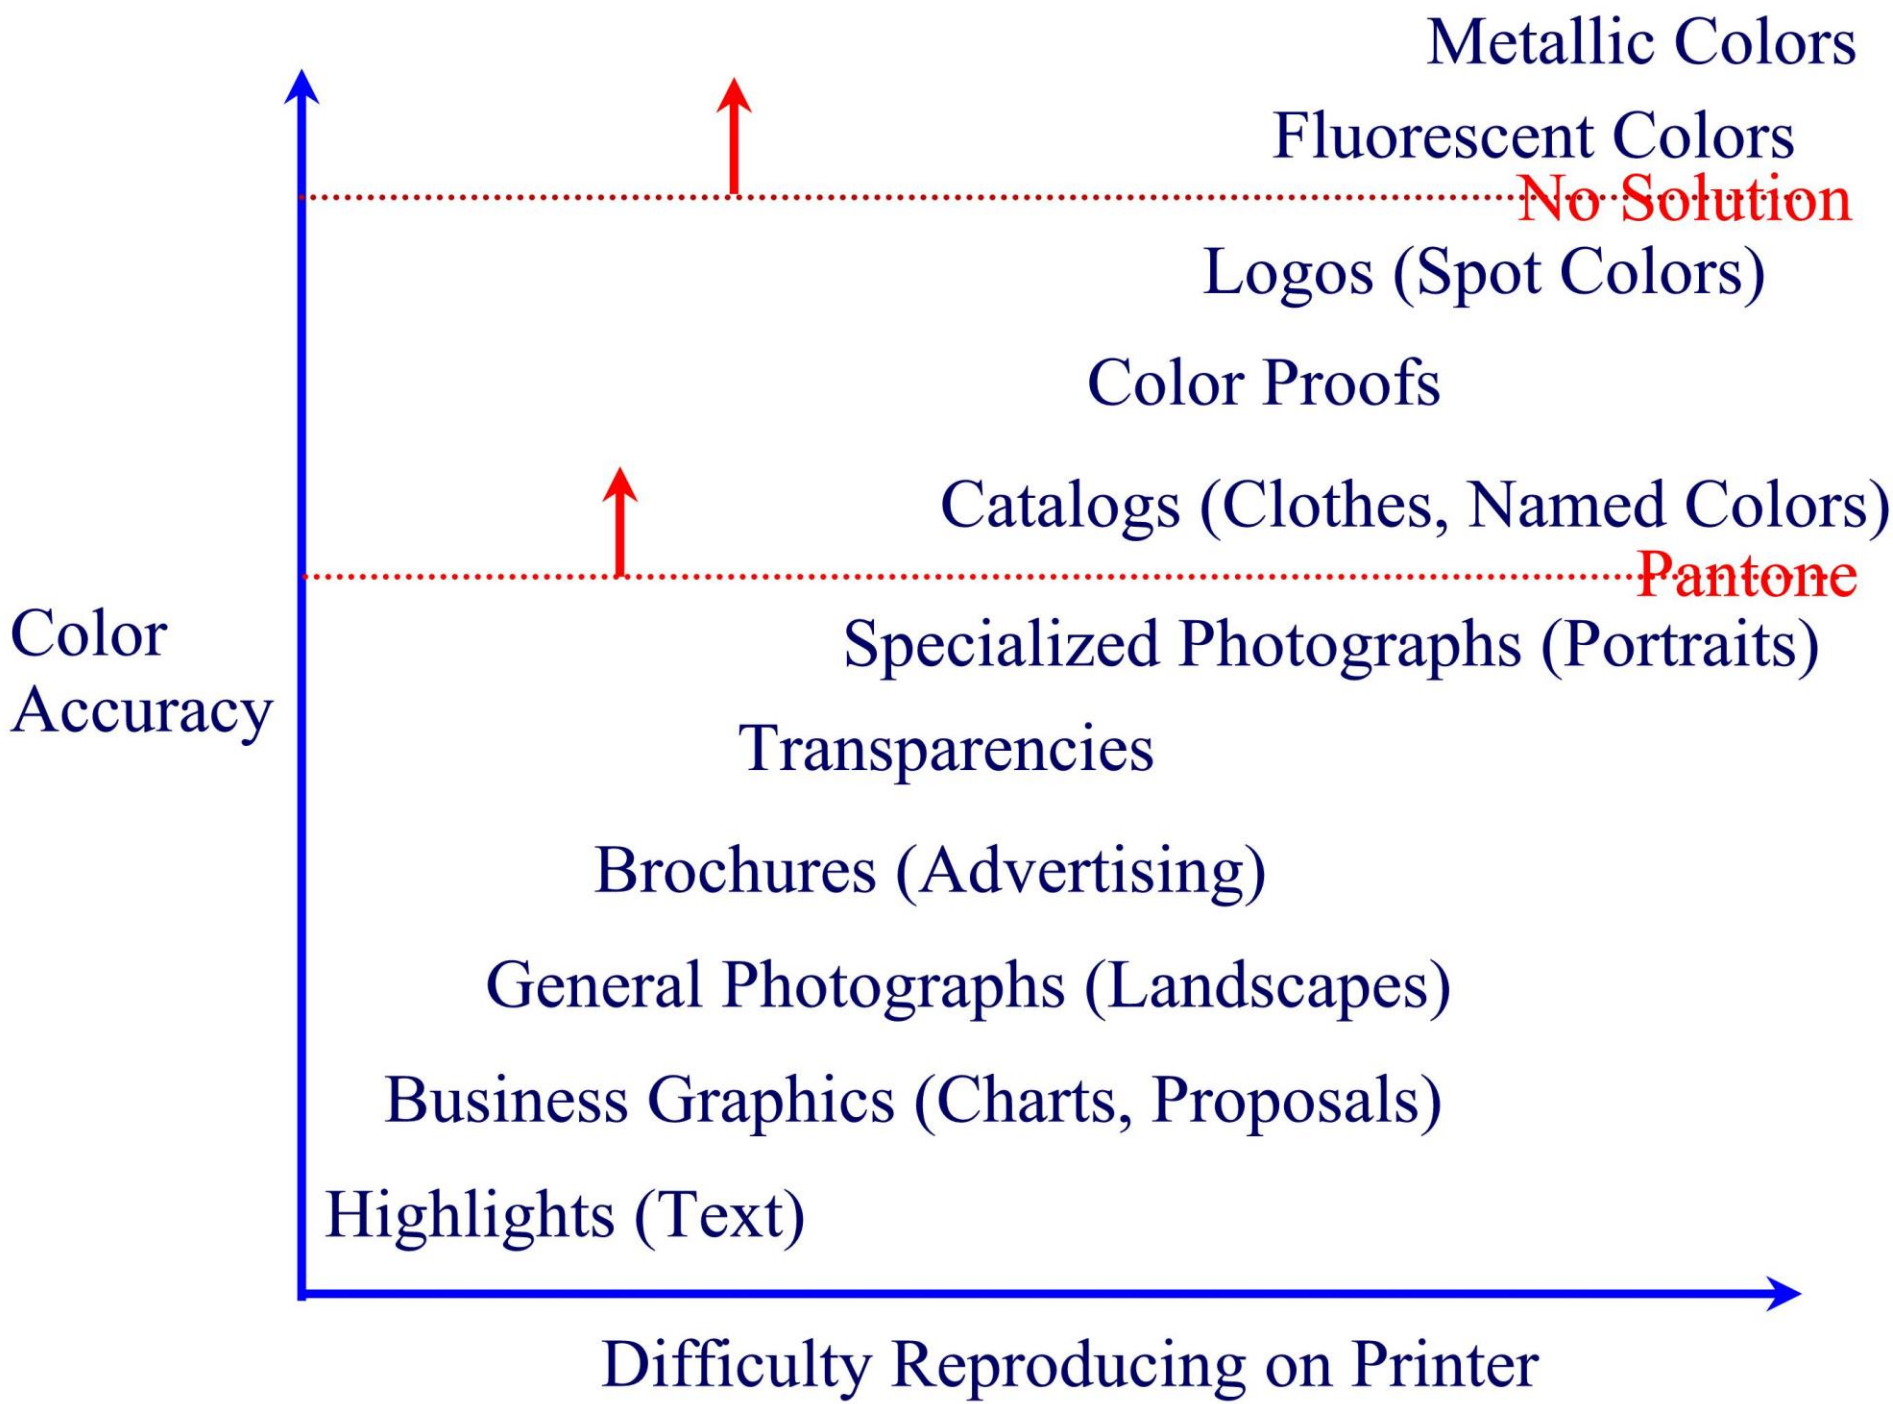 Metallic Colors
Fluorescent Colors
No Solution
Logos (Spot Colors)
Color Proofs
Catalogs (Clothes, Named Colors)
Pantone
Color
Accuracy
Specialized Photographs (Portraits)
Transparencies
Brochures (Advertising)
General Photographs (Landscapes)
Business Graphics (Charts, Proposals)
Highlights (Text)
Difficulty Reproducing on Printer